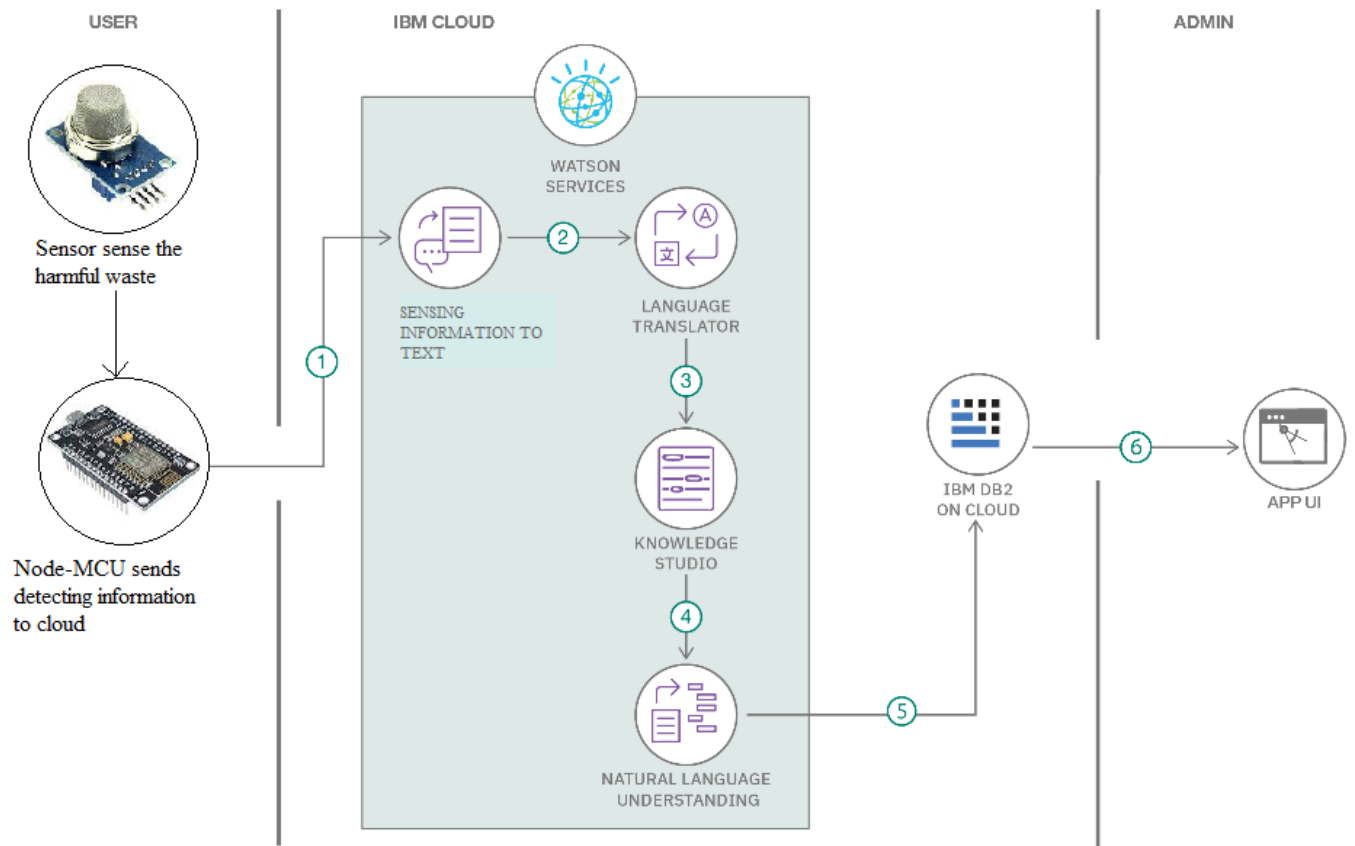 USER
IBM CLOUD
ADMIN
WATSON
SERVICES
Sensor sense the
harmful waste
SENSING
INFORMATION TO
TEXT
A
文
LANGUAGE
TRANSLATOR
1
2
3
KNOWLEDGE
STUDIO
4
Node-MCU sends
detecting information
to cloud
NATURAL LANGUAGE
UNDERSTANDING
5
IBM DB2
ON CLOUD
6
APP UI